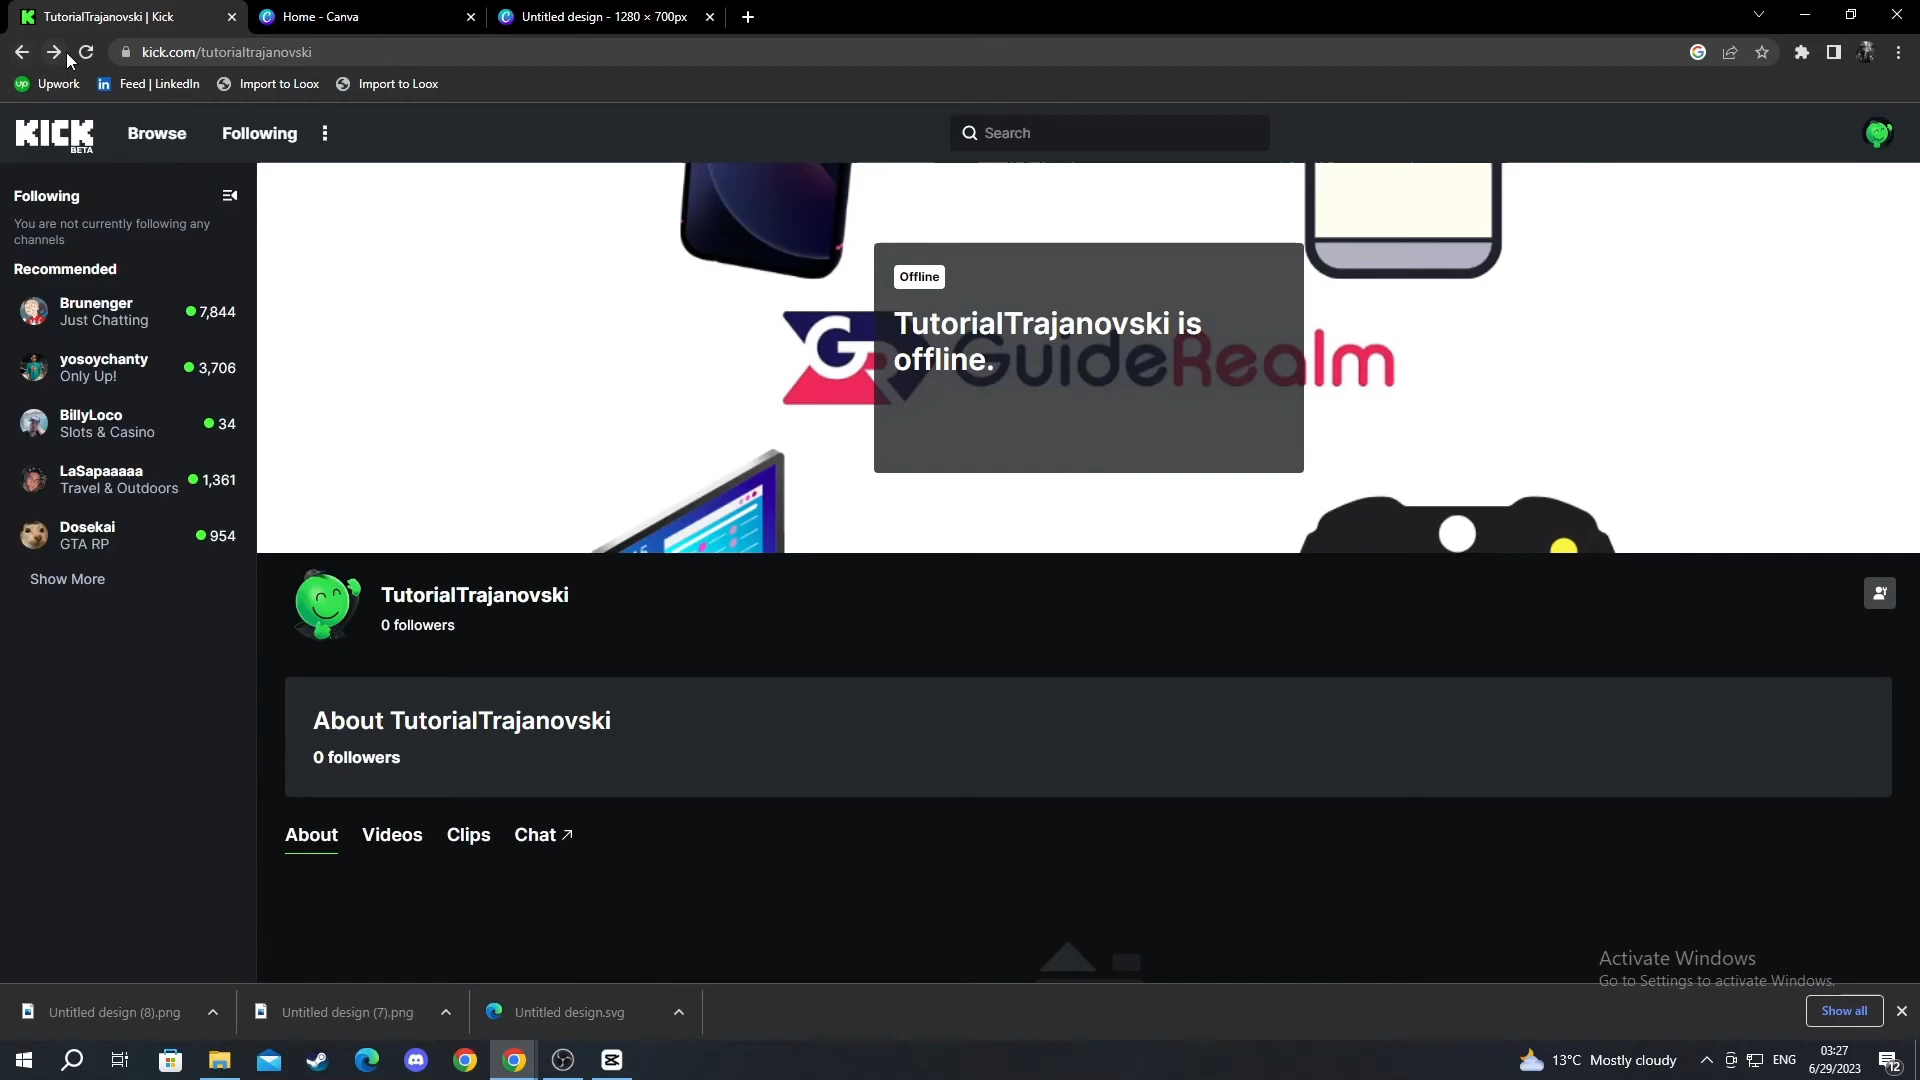 TutorialTrajanovski | Kick
Home - Canva
Untitled design - 1280 × 700px
kick.com/tutorialtrajanovski
Upwork
Feed | LinkedIn
Import to Loox
Import to Loox
KICK
BETA
Browse
Following
Search
Following
You are not currently following any
channels
Recommended
Brunenger
Just Chatting
7,844
yosoychanty
Only Up!
3,706
BillyLoco
Slots & Casino
34
LaSapaaaaa
Travel & Outdoors
1,361
Dosekai
GTA RP
954
Show More
Offline
TutorialTrajanovski is
offline.
GR GuideRealm
TutorialTrajanovski
0 followers
About TutorialTrajanovski
0 followers
About
Videos
Clips
Chat
Activate Windows
Go to Settings to activate Windows.
Untitled design (8).png
Untitled design (7).png
Untitled design.svg
Show all
13°C Mostly cloudy
ENG
03:27
6/29/2023
12